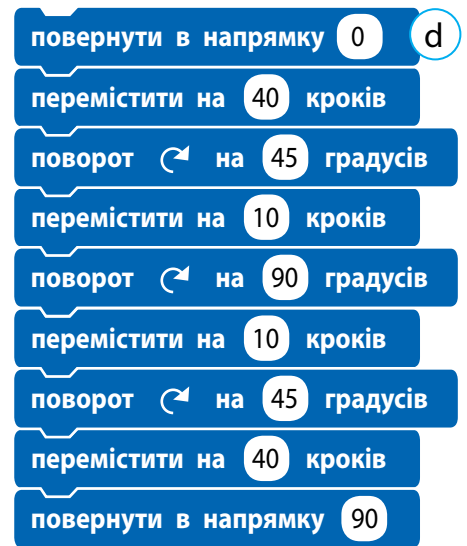 повернути в напрямку 0 d
перемістити на 40 кроків
поворот на 45 градусів
перемістити на 10 кроків
поворот на 90 градусів
перемістити на 10 кроків
поворот на 45 градусів
перемістити на 40 кроків
повернути в напрямку 90